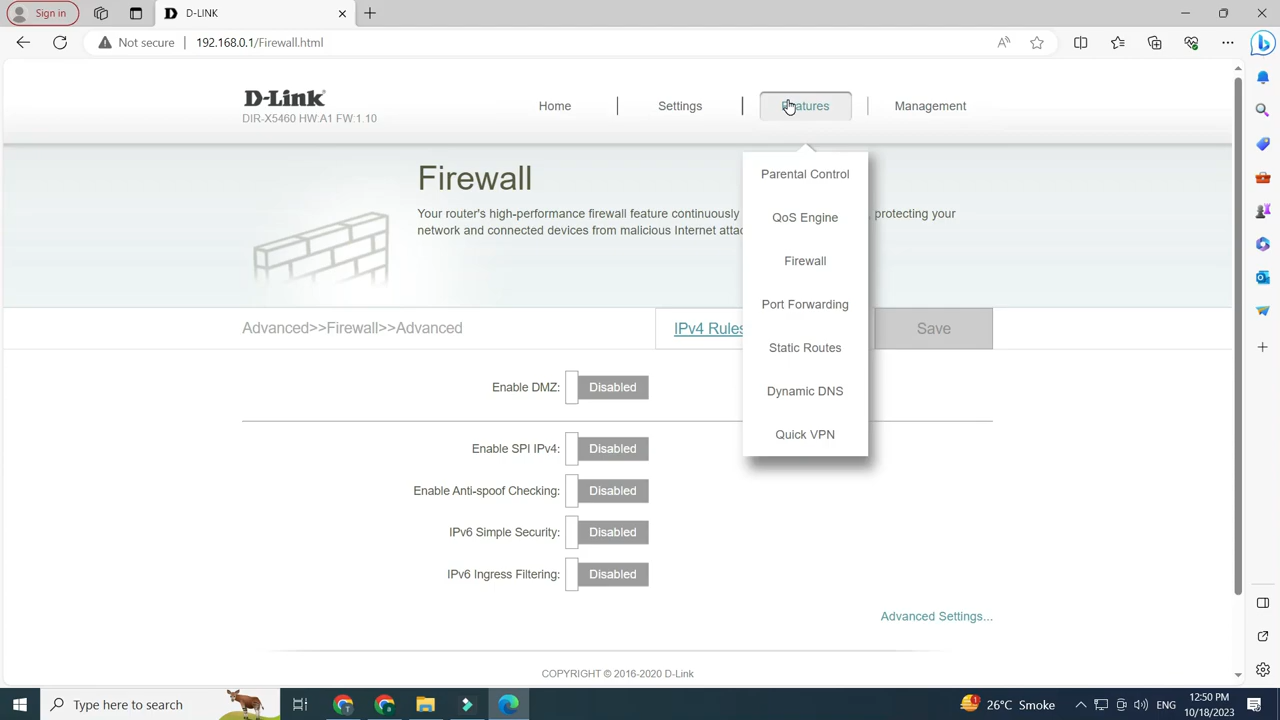 Sign in
D-LINK
Not secure
192.168.0.1/Firewall.html
D-Link
DIR-X5460 HW:A1 FW:1.10
Home
Settings
Management
Firewall
Your router's high-performance firewall feature continuously
protecting your
network and connected devices from malicious Internet
Parental Control
QoS Engine
Firewall
Port Forwarding
Static Routes
Dynamic DNS
Quick VPN
Advanced>>Firewall>>Advanced
IPv4 Rules
Save
Enable DMZ: Disabled
Enable SPI IPv4: Disabled
Enable Anti-spoof Checking: Disabled
IPv6 Simple Security: Disabled
IPv6 Ingress Filtering: Disabled
Advanced Settings...
COPYRIGHT © 2016-2020 D-Link
Type here to search
1
26°C Smoke
ENG
12:50 PM
10/18/2023